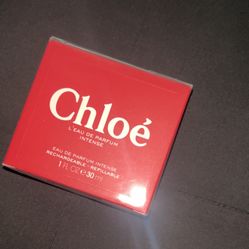 Chloé
L'EAU DE PARFUM
INTENSE
EAU DE PARFUM INTENSE
RECHARGEABLE - REFILLABLE
1 FL OZ e 30 ml